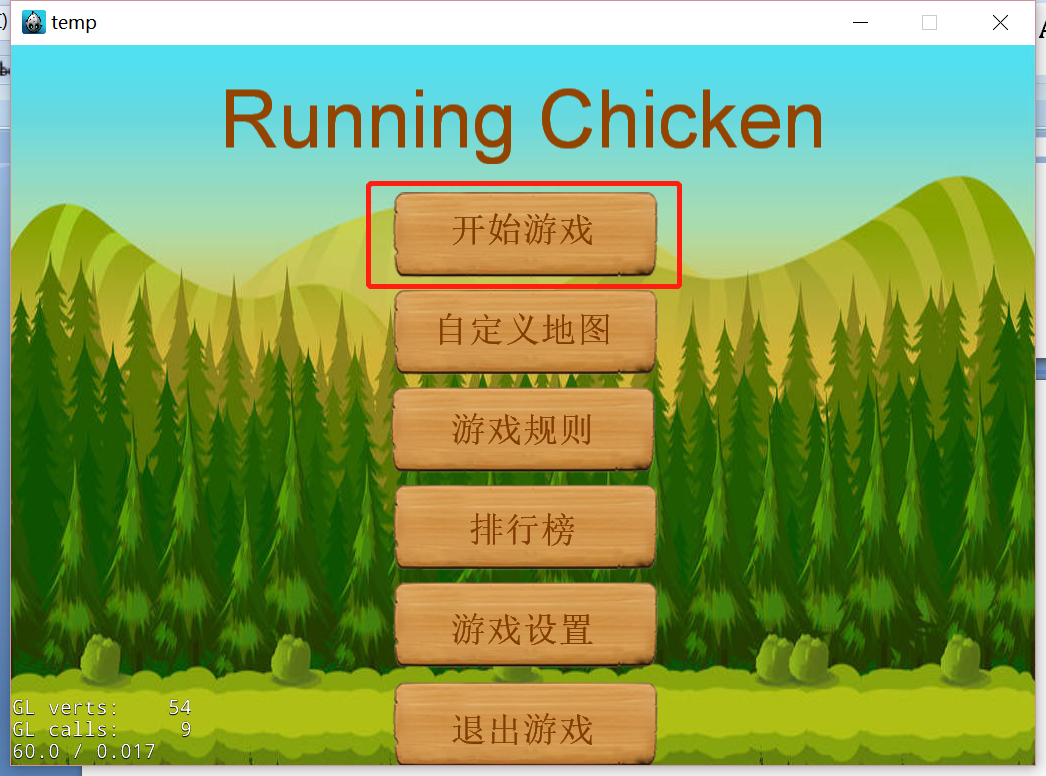 temp
Running Chicken
开始游戏
自定义地图
游戏规则
排行榜
游戏设置
退出游戏
GL verts: 54
GL calls: 9
60.0 / 0.017